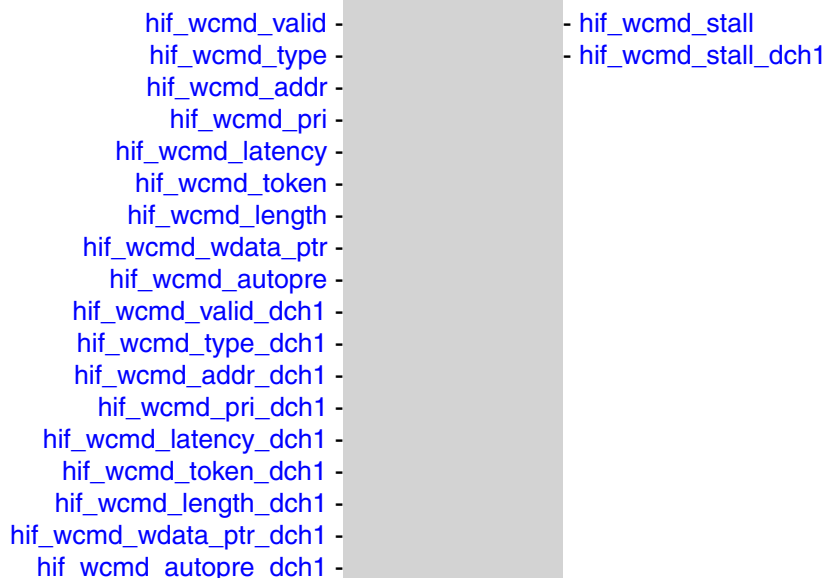 hif_wcmd_valid - - hif_wcmd_stall
hif_wcmd_type - - hif_wcmd_stall_dch1
hif_wcmd_addr -
hif_wcmd_pri -
hif_wcmd_latency -
hif_wcmd_token -
hif_wcmd_length -
hif_wcmd_wdata_ptr -
hif_wcmd_autopre -
hif_wcmd_valid_dch1 -
hif_wcmd_type_dch1 -
hif_wcmd_addr_dch1 -
hif_wcmd_pri_dch1 -
hif_wcmd_latency_dch1 -
hif_wcmd_token_dch1 -
hif_wcmd_length_dch1 -
hif_wcmd_wdata_ptr_dch1 -
hif_wcmd_autopre_dch1 -